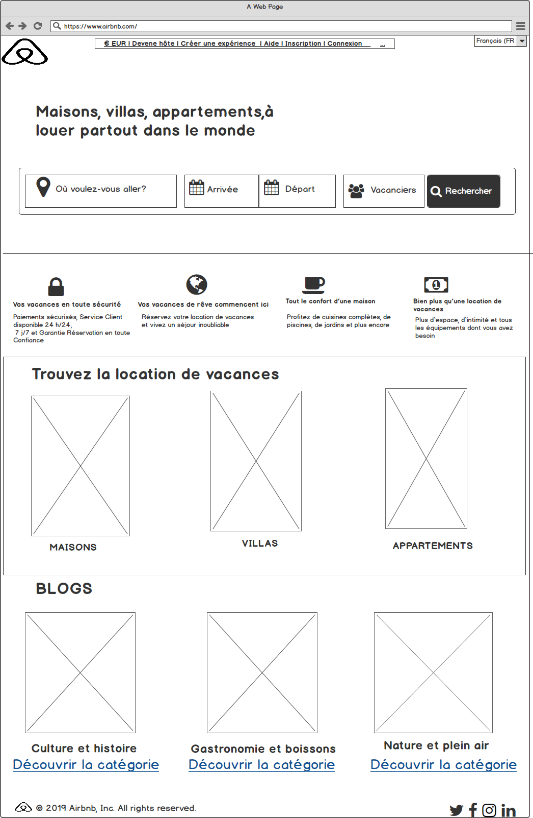 A Web Page
https://www.airbnb.com/
€ EUR | Devene hôte | Créer une expérience | Aide | Inscription | Connexion ...
Français (FR
Maisons, villas, appartements,à
louer partout dans le monde
Où voulez-vous aller?
Arrivée
Départ
Vacanciers
Rechercher
Vos vacances en toute sécurité
Paiements sécurisés, Service Client
disponible 24 h/24,
7 j/7 et Garantie Réservation en toute
Confiance
Vos vacances de rêve commencent ici
Réservez votre location de vacances
et vivez un séjour inoubliable
Tout le confort d'une maison
Profitez de cuisines complètes, de
piscines, de jardins et plus encore
1
Bien plus qu'une location de
vacances
Plus d'espace, d'intimité et tous
les équipements dont vous avez
besoin
Trouvez la location de vacances
MAISONS
VILLAS
APPARTEMENTS
BLOGS
Culture et histoire
Découvrir la catégorie
Gastronomie et boissons
Découvrir la catégorie
Nature et plein air
Découvrir la catégorie
© 2019 Airbnb, Inc. All rights reserved.